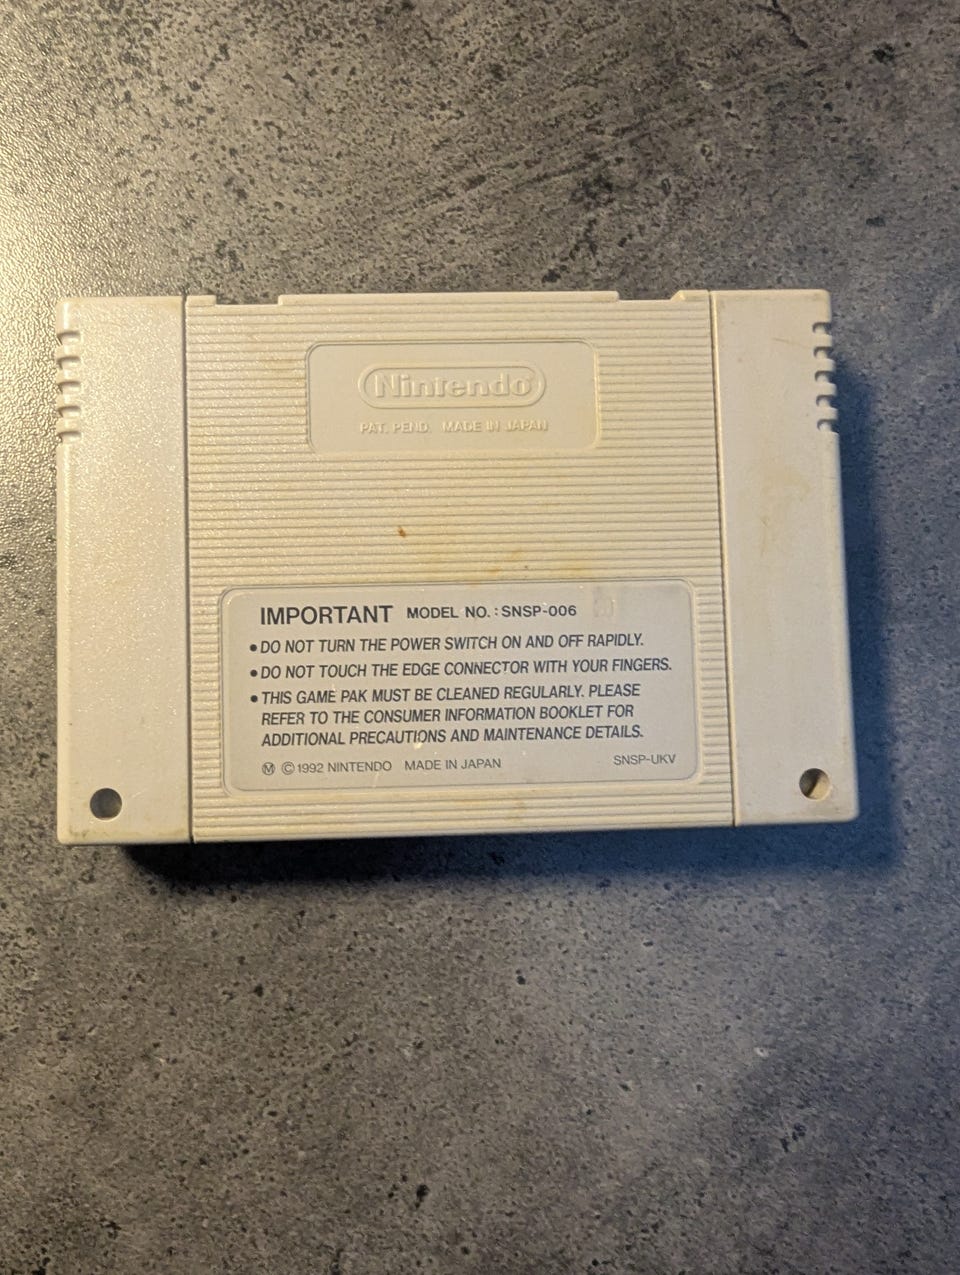 Nintendo
PAT. PEND. MADE IN JAPAN
IMPORTANT MODEL NO.: SNSP-006
• DO NOT TURN THE POWER SWITCH ON AND OFF RAPIDLY.
• DO NOT TOUCH THE EDGE CONNECTOR WITH YOUR FINGERS.
• THIS GAME PAK MUST BE CLEANED REGULARLY. PLEASE
REFER TO THE CONSUMER INFORMATION BOOKLET FOR
ADDITIONAL PRECAUTIONS AND MAINTENANCE DETAILS.
Ⓜ ©1992 NINTENDO MADE IN JAPAN SNSP-UKV